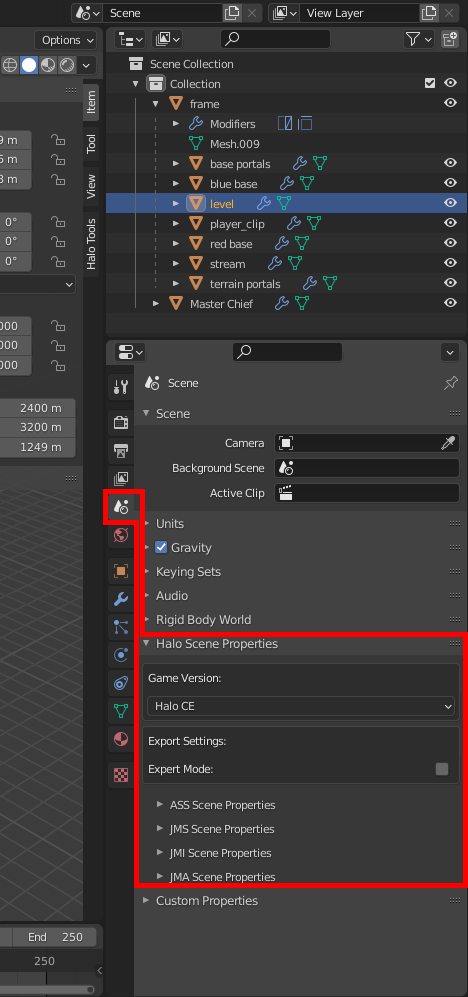 Scene
View Layer
Options
Item
Tool
View
Halo Tools
9 m
m
m
0°
0°
0°
000
000
000
2400 m
3200 m
1249 m
Scene Collection
Collection
frame
Modifiers
Mesh.009
base portals
blue base
level
player_clip
red base
stream
terrain portals
Master Chief
Scene
Scene
Camera
Background Scene
Active Clip
Units
Gravity
Keying Sets
Audio
Rigid Body World
Halo Scene Properties
Game Version:
Halo CE
Export Settings:
Expert Mode:
ASS Scene Properties
JMS Scene Properties
JMI Scene Properties
JMA Scene Properties
Custom Properties
End 250
250